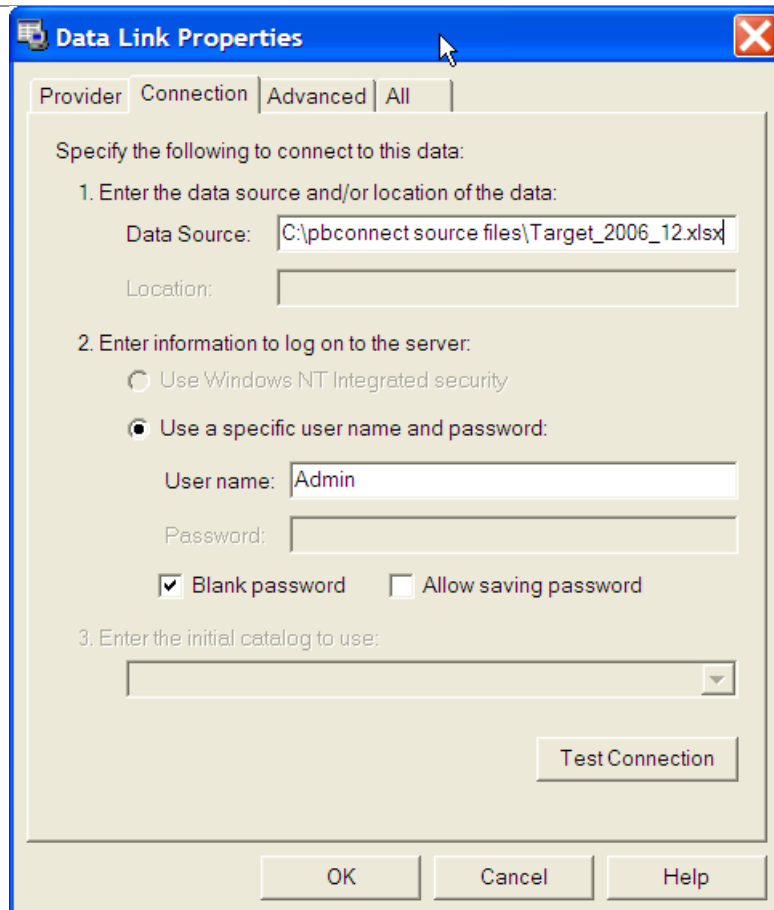 Data Link Properties
Provider Connection Advanced All
Specify the following to connect to this data:
1. Enter the data source and/or location of the data:
Data Source: C:\pbconnect source files\Target_2006_12.xlsx
Location:
2. Enter information to log on to the server:
Use Windows NT Integrated security
Use a specific user name and password:
User name: Admin
Password:
Blank password Allow saving password
3. Enter the initial catalog to use:
Test Connection
OK Cancel Help